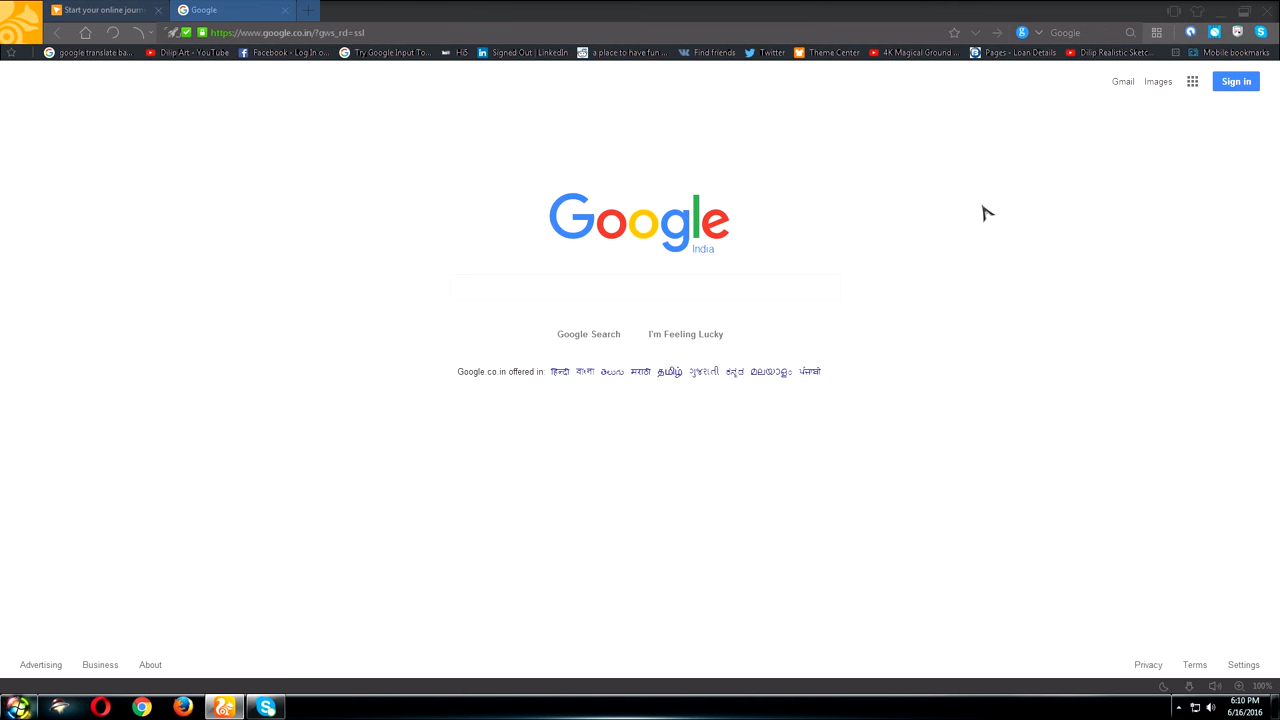 Start your online journ
Google
https://www.google.co.in/?gws_rd=ssl
Google
google translate ba...
Dilip Art - YouTube
Facebook - Log In o...
Try Google Input To...
Hi5
Signed Out | LinkedIn
a place to have fun ...
Find friends
Twitter
Theme Center
4K Magical Ground ...
Pages - Loan Details
Dilip Realistic Sketc...
Mobile bookmarks
Gmail Images Sign in
Google
India
Google Search I'm Feeling Lucky
Google.co.in offered in: हिन्दी বাংলা తెలుగు मराठी தமிழ் ગુજરાતી ಕನ್ನಡ മലയാളം ਪੰਜਾਬੀ
Advertising Business About
Privacy Terms Settings
100%
6:10 PM
6/16/2016